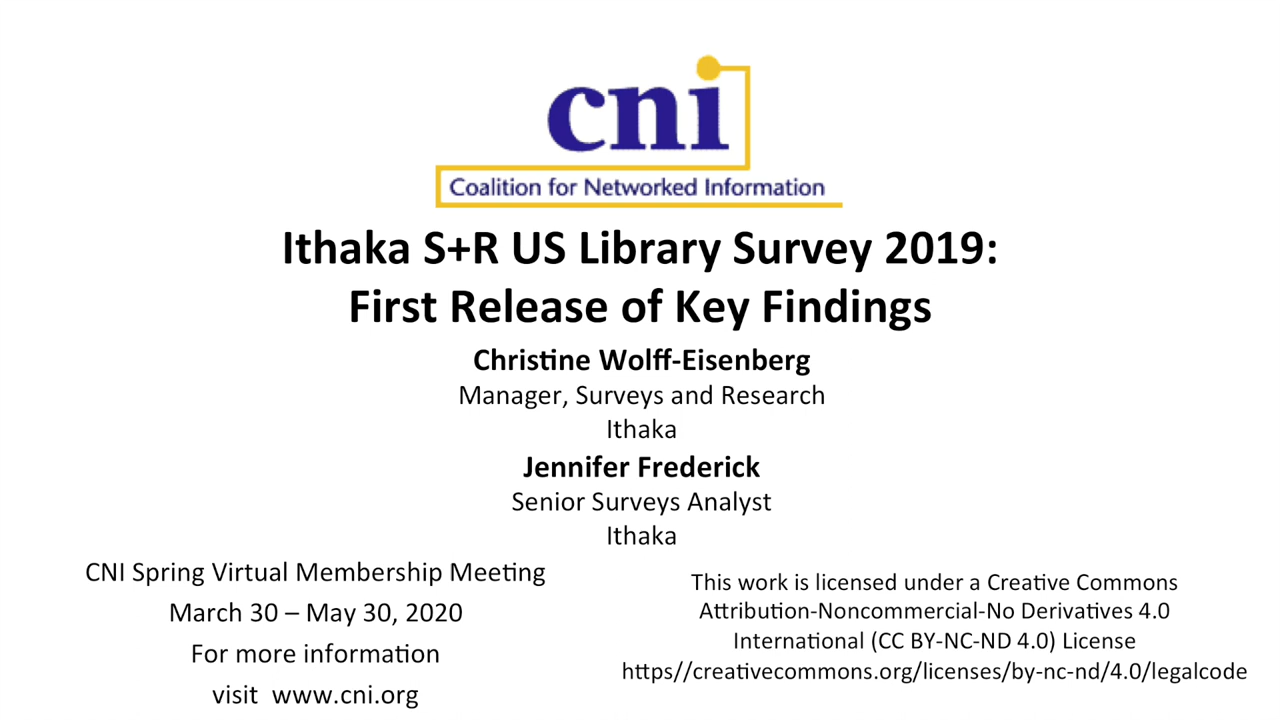 cni
Coalition for Networked Information
Ithaka S+R US Library Survey 2019:
First Release of Key Findings
Christine Wolff-Eisenberg
Manager, Surveys and Research
Ithaka
Jennifer Frederick
Senior Surveys Analyst
Ithaka
CNI Spring Virtual Membership Meeting
March 30 – May 30, 2020
For more information
visit www.cni.org
This work is licensed under a Creative Commons
Attribution-Noncommercial-No Derivatives 4.0
International (CC BY-NC-ND 4.0) License
https//creativecommons.org/licenses/by-nc-nd/4.0/legalcode